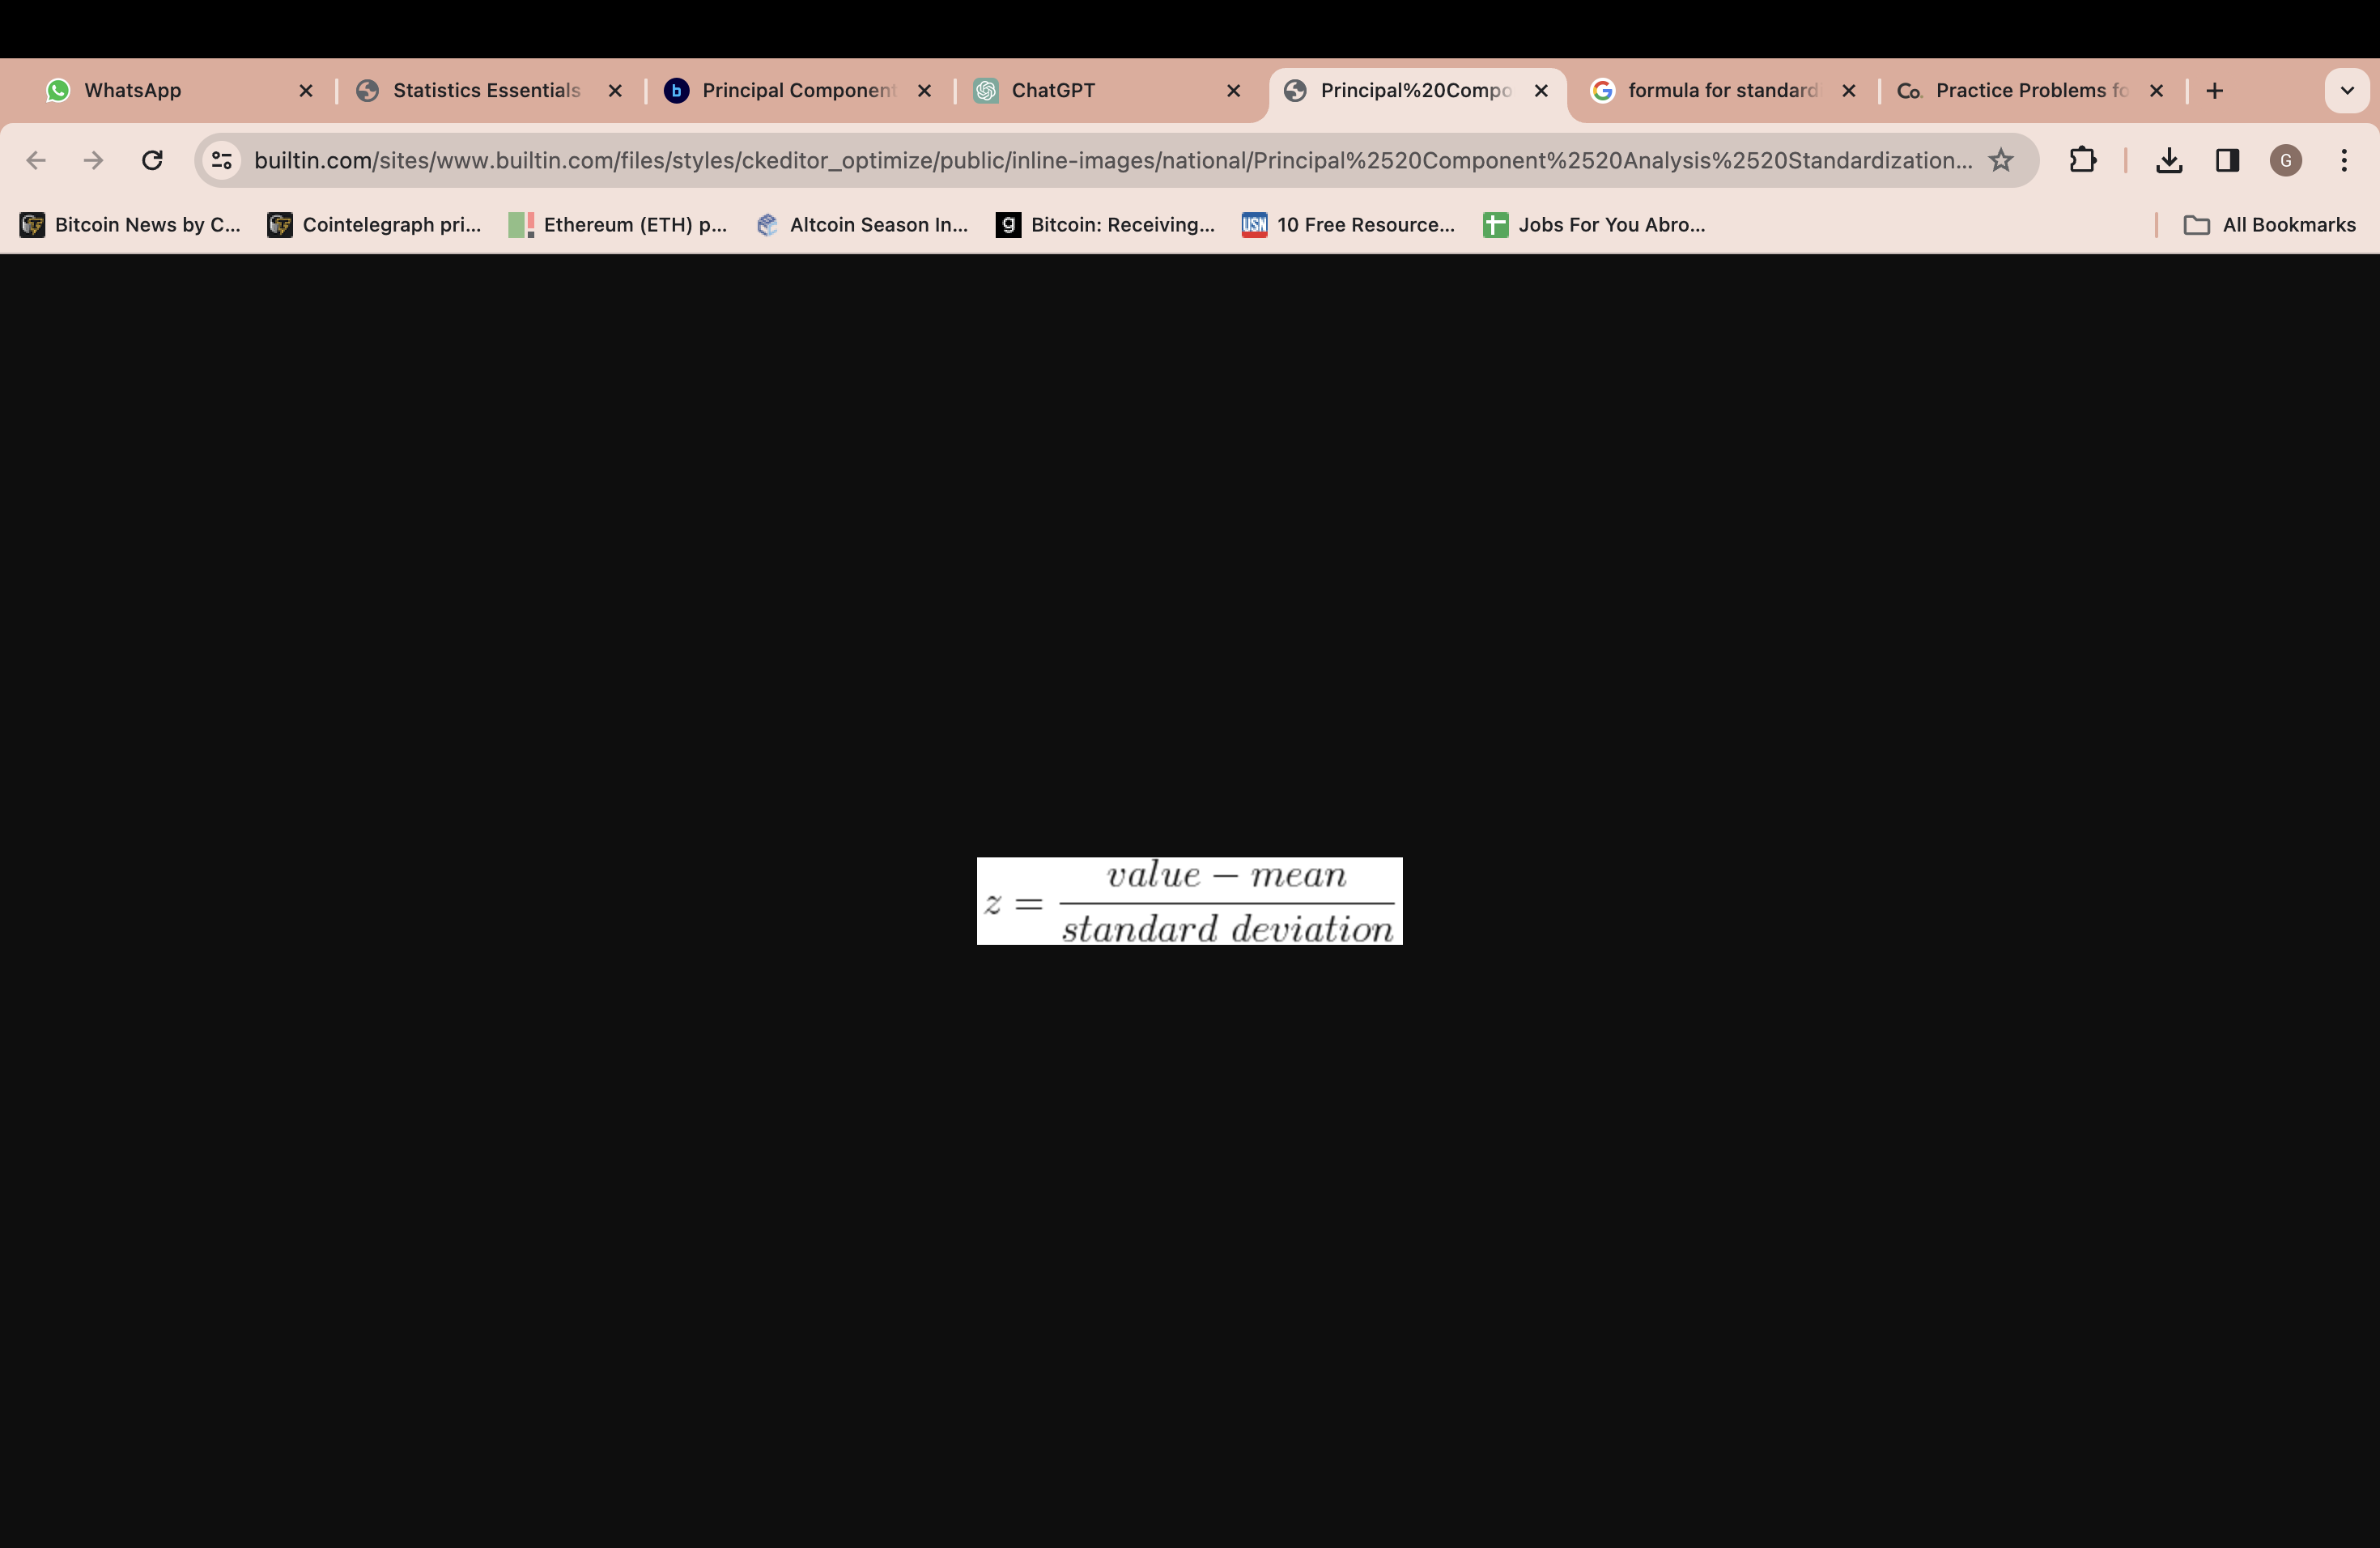 WhatsApp
Statistics Essentials
Principal Component
ChatGPT
Principal%20Compo
formula for standard
Practice Problems fo
builtin.com/sites/www.builtin.com/files/styles/ckeditor_optimize/public/inline-images/national/Principal%2520Component%2520Analysis%2520Standardization...
G
Bitcoin News by C...
Cointelegraph pri...
Ethereum (ETH) p...
Altcoin Season In...
g
Bitcoin: Receiving...
USN
10 Free Resource...
Jobs For You Abro...
All Bookmarks
z = value − mean
standard deviation